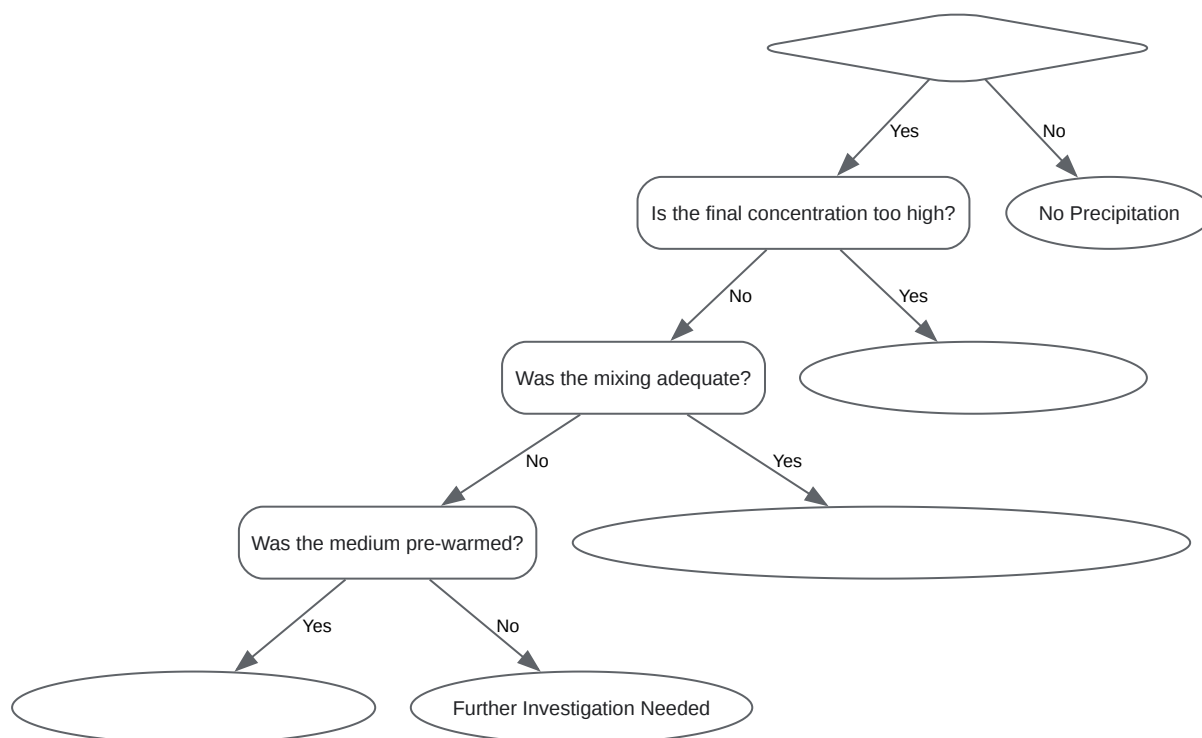 Yes
No
Is the final concentration too high?
No Precipitation
No
Yes
Was the mixing adequate?
No
Yes
Was the medium pre-warmed?
Yes
No
Further Investigation Needed